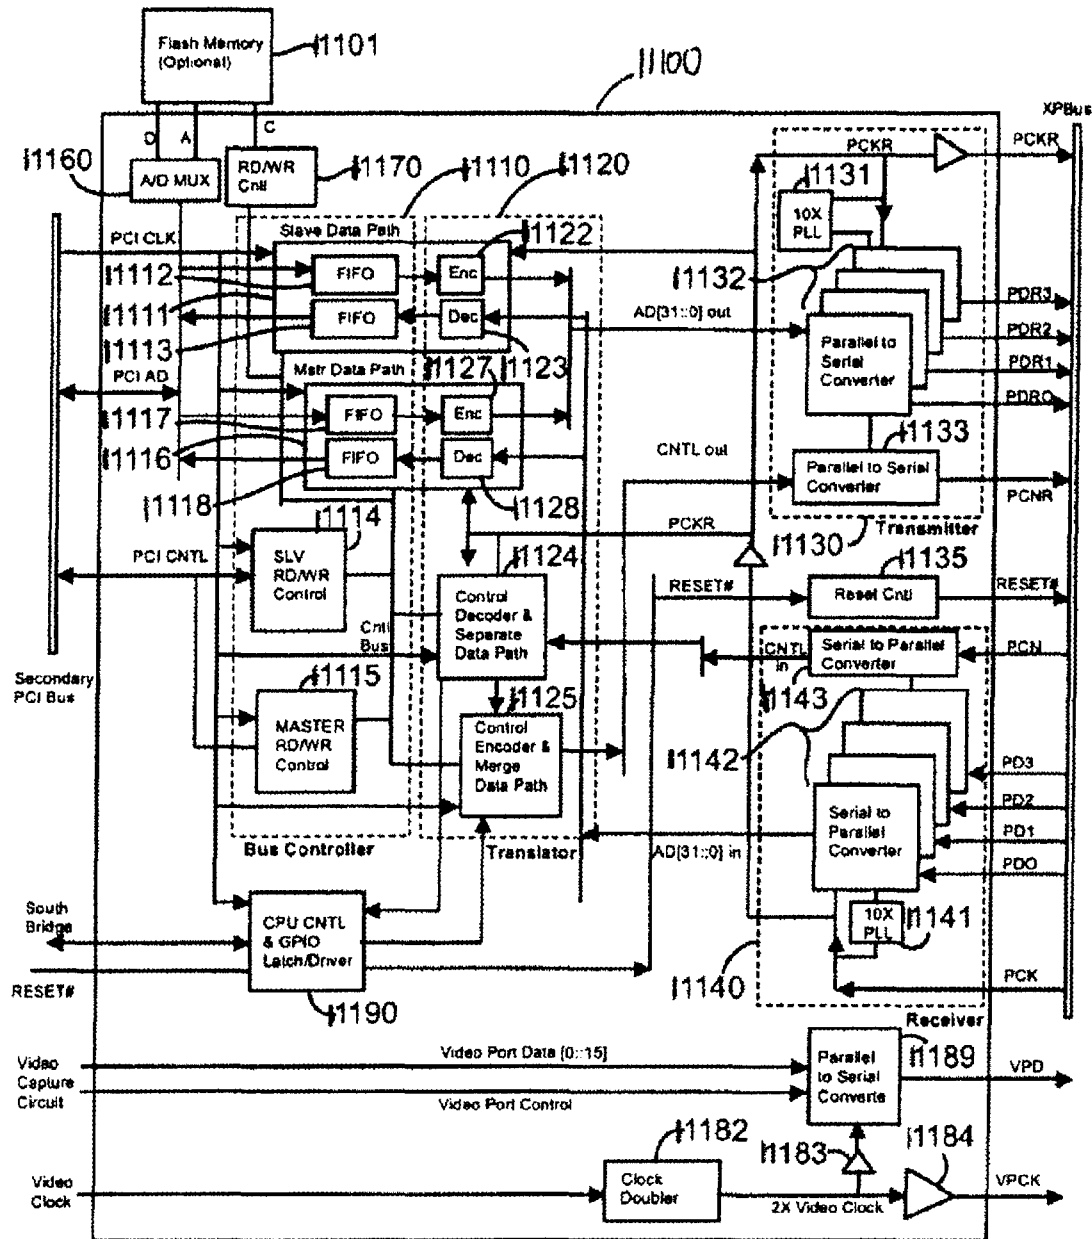 Flash Memory
(Optional)
11101
11100
XPBus
D
A
C
PCKR
PCKR
11160
A/D MUX
RD/WR
Cntl
11170
11110
11120
11131
10X
PLL
PCI CLK
Slave Data Path
11122
11132
11112
FIFO
Enc
11111
FIFO
Dec
AD[31::0] out
PDR3
11113
Parallel to
Serial
Converter
PDR2
PCI AD
Mstr Data Path
11127
11123
PDR1
11117
FIFO
Enc
PDR0
11116
FIFO
Dec
CNTL out
11133
Parallel to Serial
Converter
11118
11128
PCNR
11114
PCKR
Transmitter
11130
PCI CNTL
SLV
RD/WR
Control
11124
11135
RESET#
Reset Cntl
RESET#
Control
Decoder &
Separate
Data Path
Cntl
Bus
CNTL
in
Serial to Parallel
Converter
PCN
Secondary
PCI Bus
11115
11125
11143
MASTER
RD/WR
Control
Control
Encoder &
Merge
Data Path
11142
PD3
PD2
Serial to
Parallel
Converter
PD1
Bus Controller
Translator
AD[31::0] in
PD0
South
Bridge
CPU CNTL
& GPIO
Latch/Driver
10X
PLL
11141
RESET#
11140
PCK
11190
Receiver
Video
Capture
Circuit
Video Port Data [0::15]
Parallel
to Serial
Converte
11189
VPD
Video Port Control
11182
11183
11184
Video
Clock
Clock
Doubler
2X Video Clock
VPCK